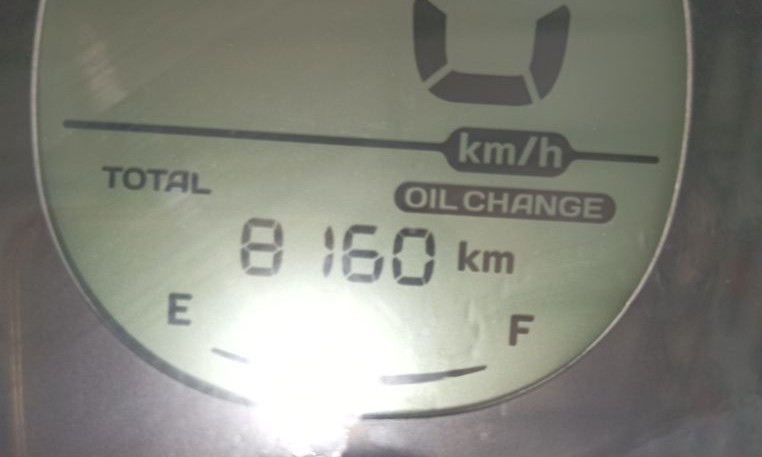 0
km/h
TOTAL
OIL CHANGE
8160 km
E F